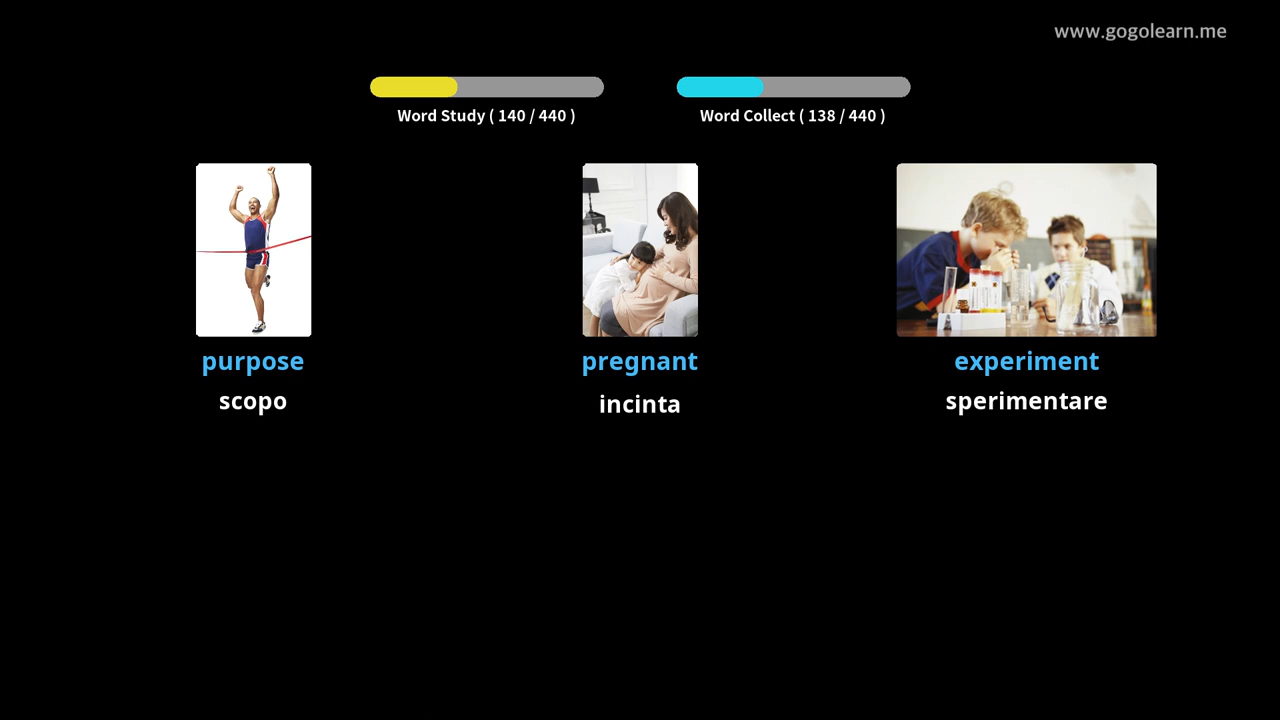 www.gogolearn.me
Word Study ( 140 / 440 )
Word Collect ( 138 / 440 )
purpose
scopo
pregnant
incinta
experiment
sperimentare